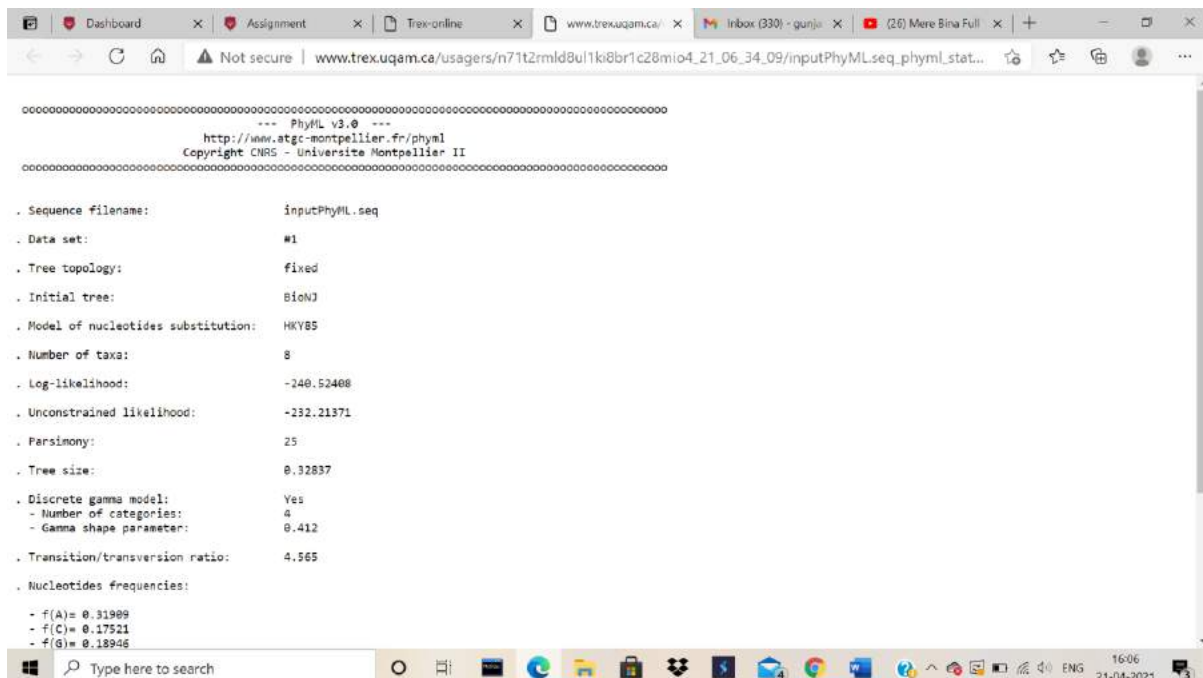 Dashboard
Assignment
Trex-online
www.trex.uqam.ca/
Inbox (330) - gunja
(26) Mere Bina Full
Not secure | www.trex.uqam.ca/usagers/n71t2rmld8ul1ki8br1c28mio4_21_06_34_09/inputPhyML.seq_phyml_stat...
--- PhyML v3.0 ---
http://www.atgc-montpellier.fr/phyml
Copyright CNRS - Universite Montpellier II
. Sequence filename: inputPhyML.seq
. Data set: #1
. Tree topology: fixed
. Initial tree: BioNJ
. Model of nucleotides substitution: HKY85
. Number of taxa: 8
. Log-likelihood: -240.52408
. Unconstrained likelihood: -232.21371
. Parsimony: 25
. Tree size: 0.32837
. Discrete gamma model: Yes
- Number of categories: 4
- Gamma shape parameter: 0.412
. Transition/transversion ratio: 4.565
. Nucleotides frequencies:
- f(A)= 0.31909
- f(C)= 0.17521
- f(G)= 0.18946
Type here to search
ENG
16:06
21-04-2021